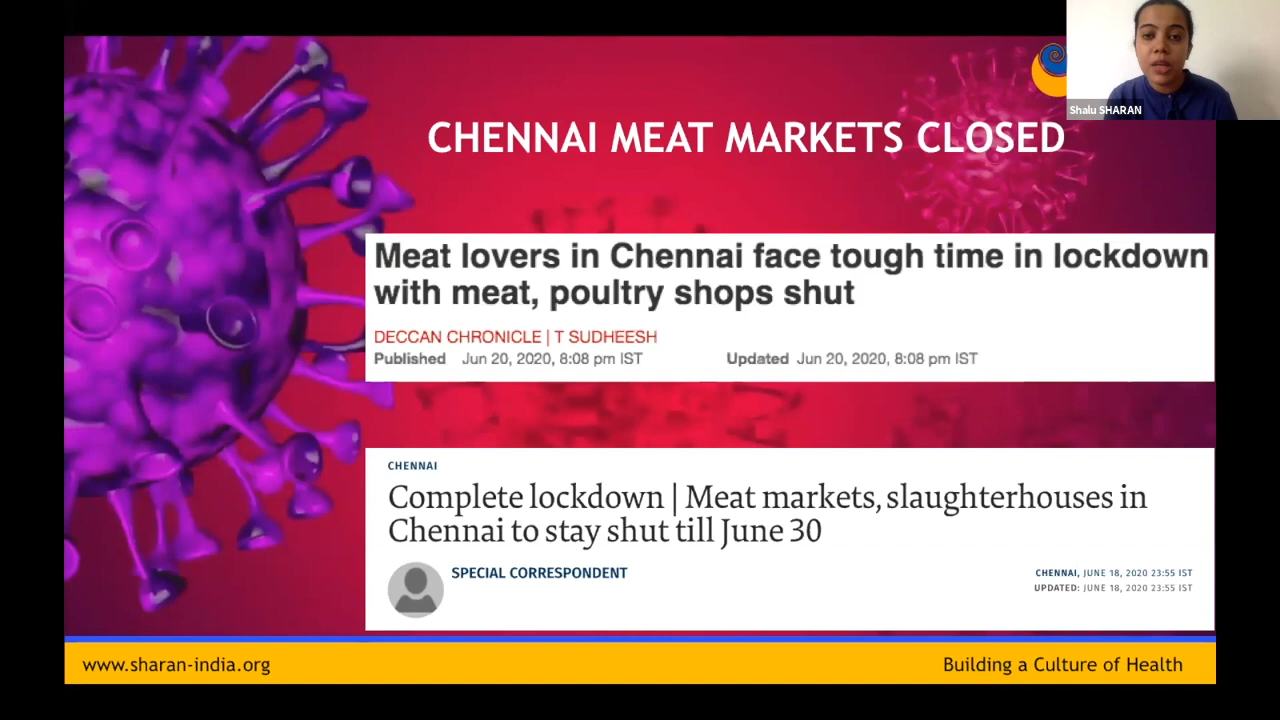 Shalu SHARAN
CHENNAI MEAT MARKETS CLOSED
Meat lovers in Chennai face tough time in lockdown
with meat, poultry shops shut
DECCAN CHRONICLE | T SUDHEESH
Published Jun 20, 2020, 8:08 pm IST Updated Jun 20, 2020, 8:08 pm IST
CHENNAI
Complete lockdown | Meat markets, slaughterhouses in
Chennai to stay shut till June 30
SPECIAL CORRESPONDENT
CHENNAI, JUNE 18, 2020 23:55 IST
UPDATED: JUNE 18, 2020 23:55 IST
www.sharan-india.org
Building a Culture of Health